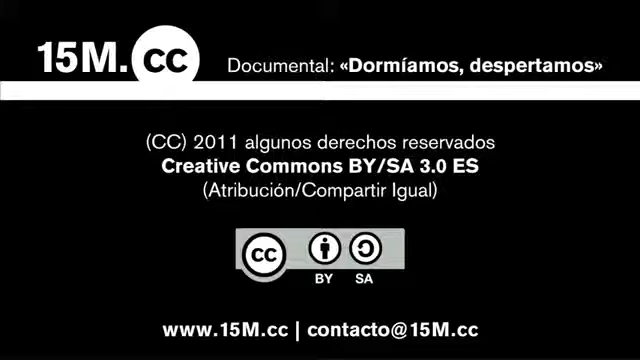 15M.cc
Documental: «Dormíamos, despertamos»
(CC) 2011 algunos derechos reservados
Creative Commons BY/SA 3.0 ES
(Atribución/Compartir Igual)
cc
BY SA
www.15M.cc | contacto@15M.cc